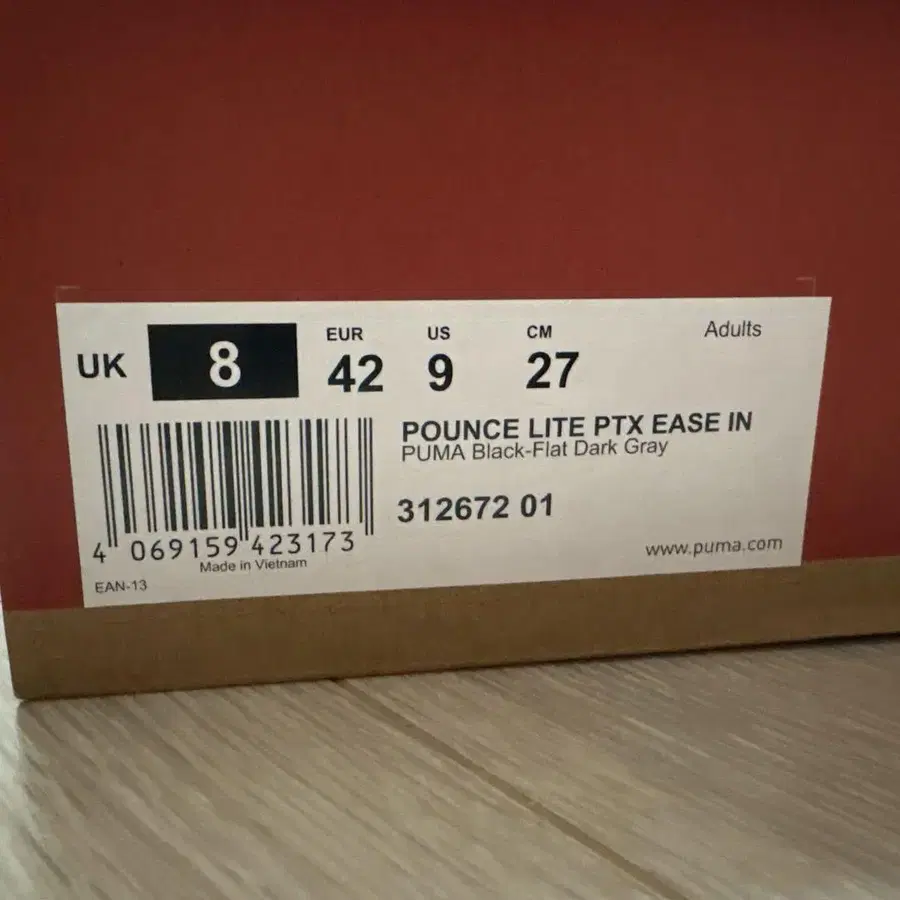 UK 8
EUR 42
US 9
CM 27
Adults
POUNCE LITE PTX EASE IN
PUMA Black-Flat Dark Gray
312672 01
4 069159 423173
Made in Vietnam
EAN-13
www.puma.com